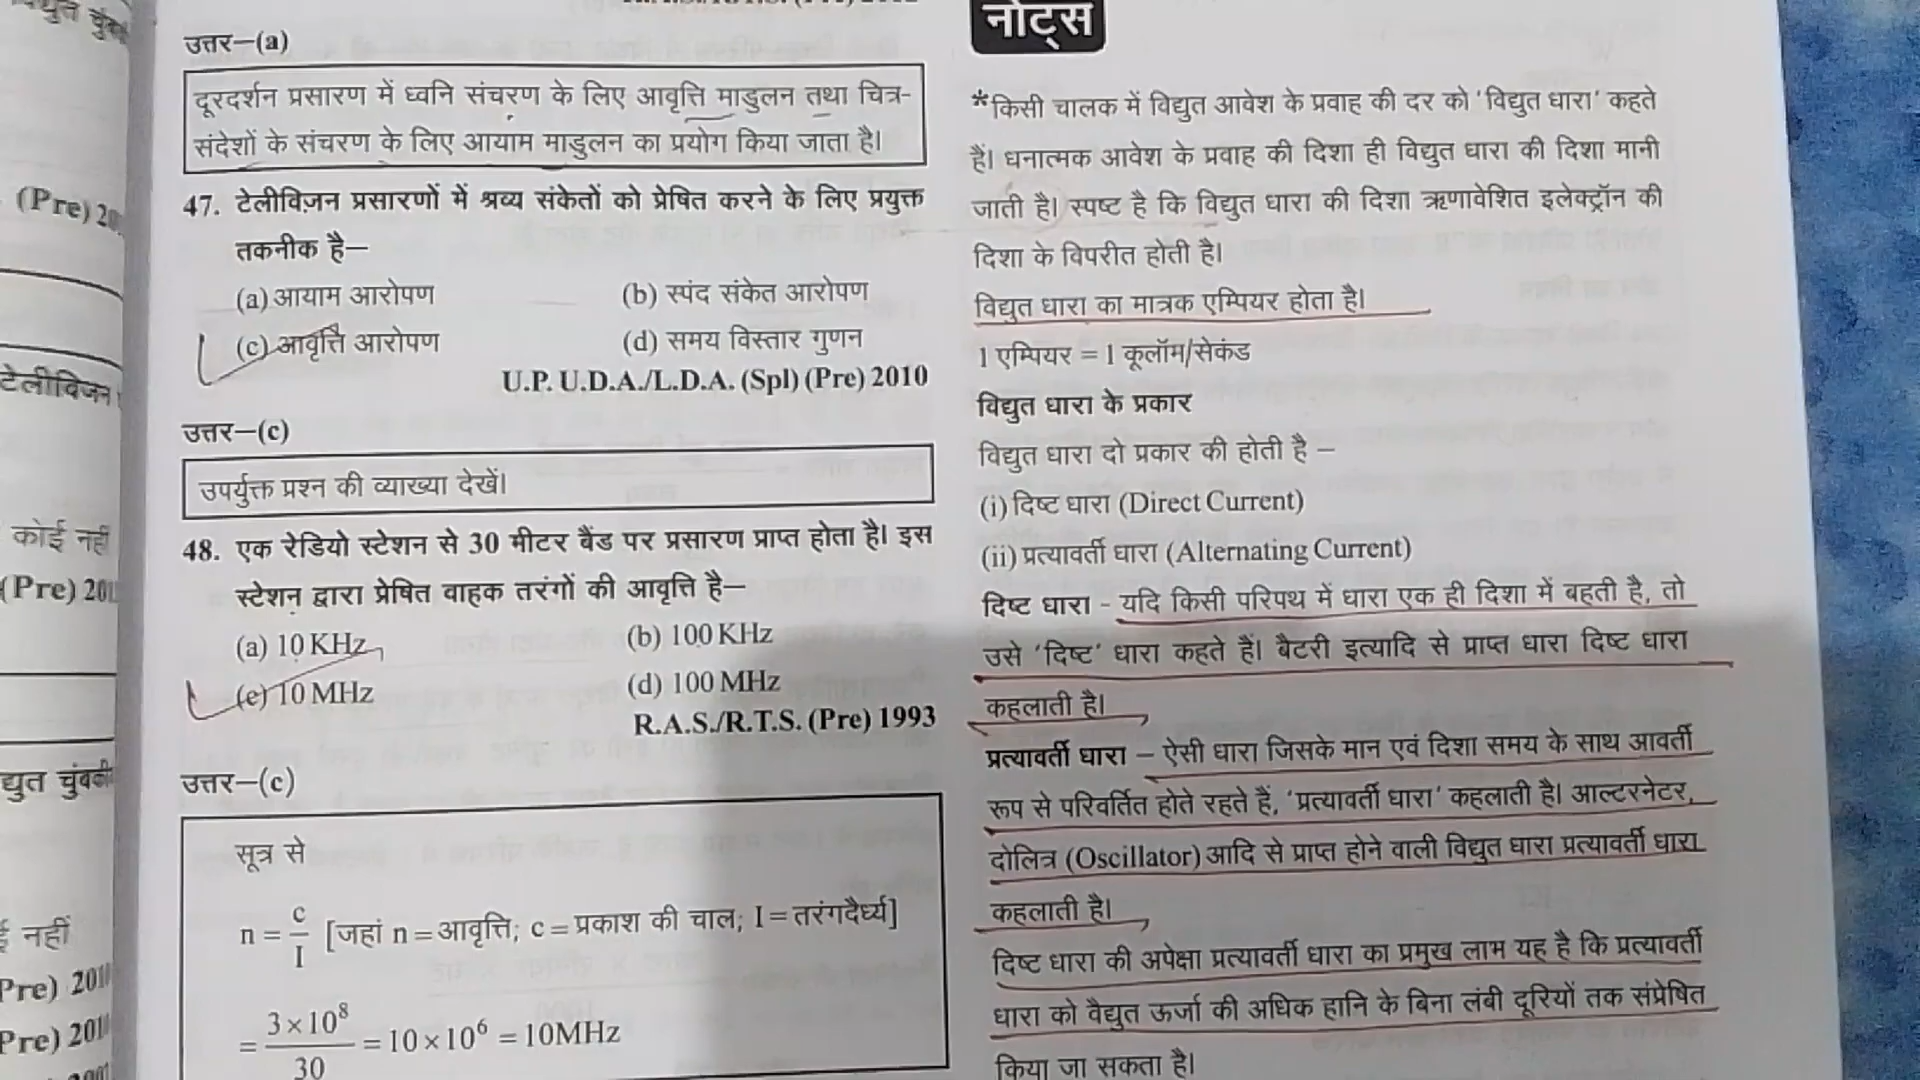 उत्तर–(a)
दूरदर्शन प्रसारण में ध्वनि संचरण के लिए आवृत्ति माडुलन तथा चित्र-
संदेशों के संचरण के लिए आयाम माडुलन का प्रयोग किया जाता है।
47. टेलीविज़न प्रसारणों में श्रव्य संकेतों को प्रेषित करने के लिए प्रयुक्त
तकनीक है–
(a) आयाम आरोपण (b) स्पंद संकेत आरोपण
(c) आवृत्ति आरोपण (d) समय विस्तार गुणन
U.P. U.D.A./L.D.A. (Spl) (Pre) 2010
उत्तर–(c)
उपर्युक्त प्रश्न की व्याख्या देखें।
48. एक रेडियो स्टेशन से 30 मीटर बैंड पर प्रसारण प्राप्त होता है। इस
स्टेशन द्वारा प्रेषित वाहक तरंगों की आवृत्ति है–
(a) 10 KHz (b) 100 KHz
(c) 10 MHz (d) 100 MHz
R.A.S./R.T.S. (Pre) 1993
उत्तर–(c)
सूत्र से
n = c/I [जहां n = आवृत्ति; c = प्रकाश की चाल; I = तरंगदैर्ध्य]
= 3×10⁸/30 = 10×10⁶ = 10MHz
नोट्स
*किसी चालक में विद्युत आवेश के प्रवाह की दर को 'विद्युत धारा' कहते
हैं। धनात्मक आवेश के प्रवाह की दिशा ही विद्युत धारा की दिशा मानी
जाती है। स्पष्ट है कि विद्युत धारा की दिशा ऋणावेशित इलेक्ट्रॉन की
दिशा के विपरीत होती है।
विद्युत धारा का मात्रक एम्पियर होता है।
1 एम्पियर = 1 कूलॉम/सेकंड
विद्युत धारा के प्रकार
विद्युत धारा दो प्रकार की होती है –
(i) दिष्ट धारा (Direct Current)
(ii) प्रत्यावर्ती धारा (Alternating Current)
दिष्ट धारा - यदि किसी परिपथ में धारा एक ही दिशा में बहती है, तो
उसे 'दिष्ट' धारा कहते हैं। बैटरी इत्यादि से प्राप्त धारा दिष्ट धारा
कहलाती है।
प्रत्यावर्ती धारा – ऐसी धारा जिसके मान एवं दिशा समय के साथ आवर्ती
रूप से परिवर्तित होते रहते हैं, 'प्रत्यावर्ती धारा' कहलाती है। आल्टरनेटर,
दोलित्र (Oscillator) आदि से प्राप्त होने वाली विद्युत धारा प्रत्यावर्ती धारा
कहलाती है।
दिष्ट धारा की अपेक्षा प्रत्यावर्ती धारा का प्रमुख लाभ यह है कि प्रत्यावर्ती
धारा को वैद्युत ऊर्जा की अधिक हानि के बिना लंबी दूरियों तक संप्रेषित
किया जा सकता है।
(Pre) 20
टेलीविजन
कोई नहीं
(Pre) 201
नहीं
Pre) 201
Pre) 201